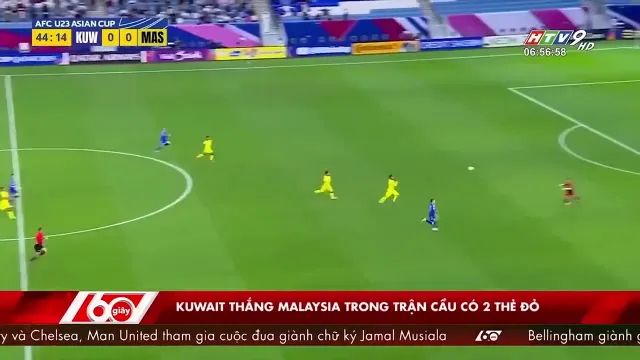 AFC U23 ASIAN CUP
44:14 KUW 0 0 MAS
HTV9 HD
06:56:58
60 giây
KUWAIT THẮNG MALAYSIA TRONG TRẬN CẦU CÓ 2 THẺ ĐỎ
y và Chelsea, Man United tham gia cuộc đua giành chữ ký Jamal Musiala 60 Bellingham giành g